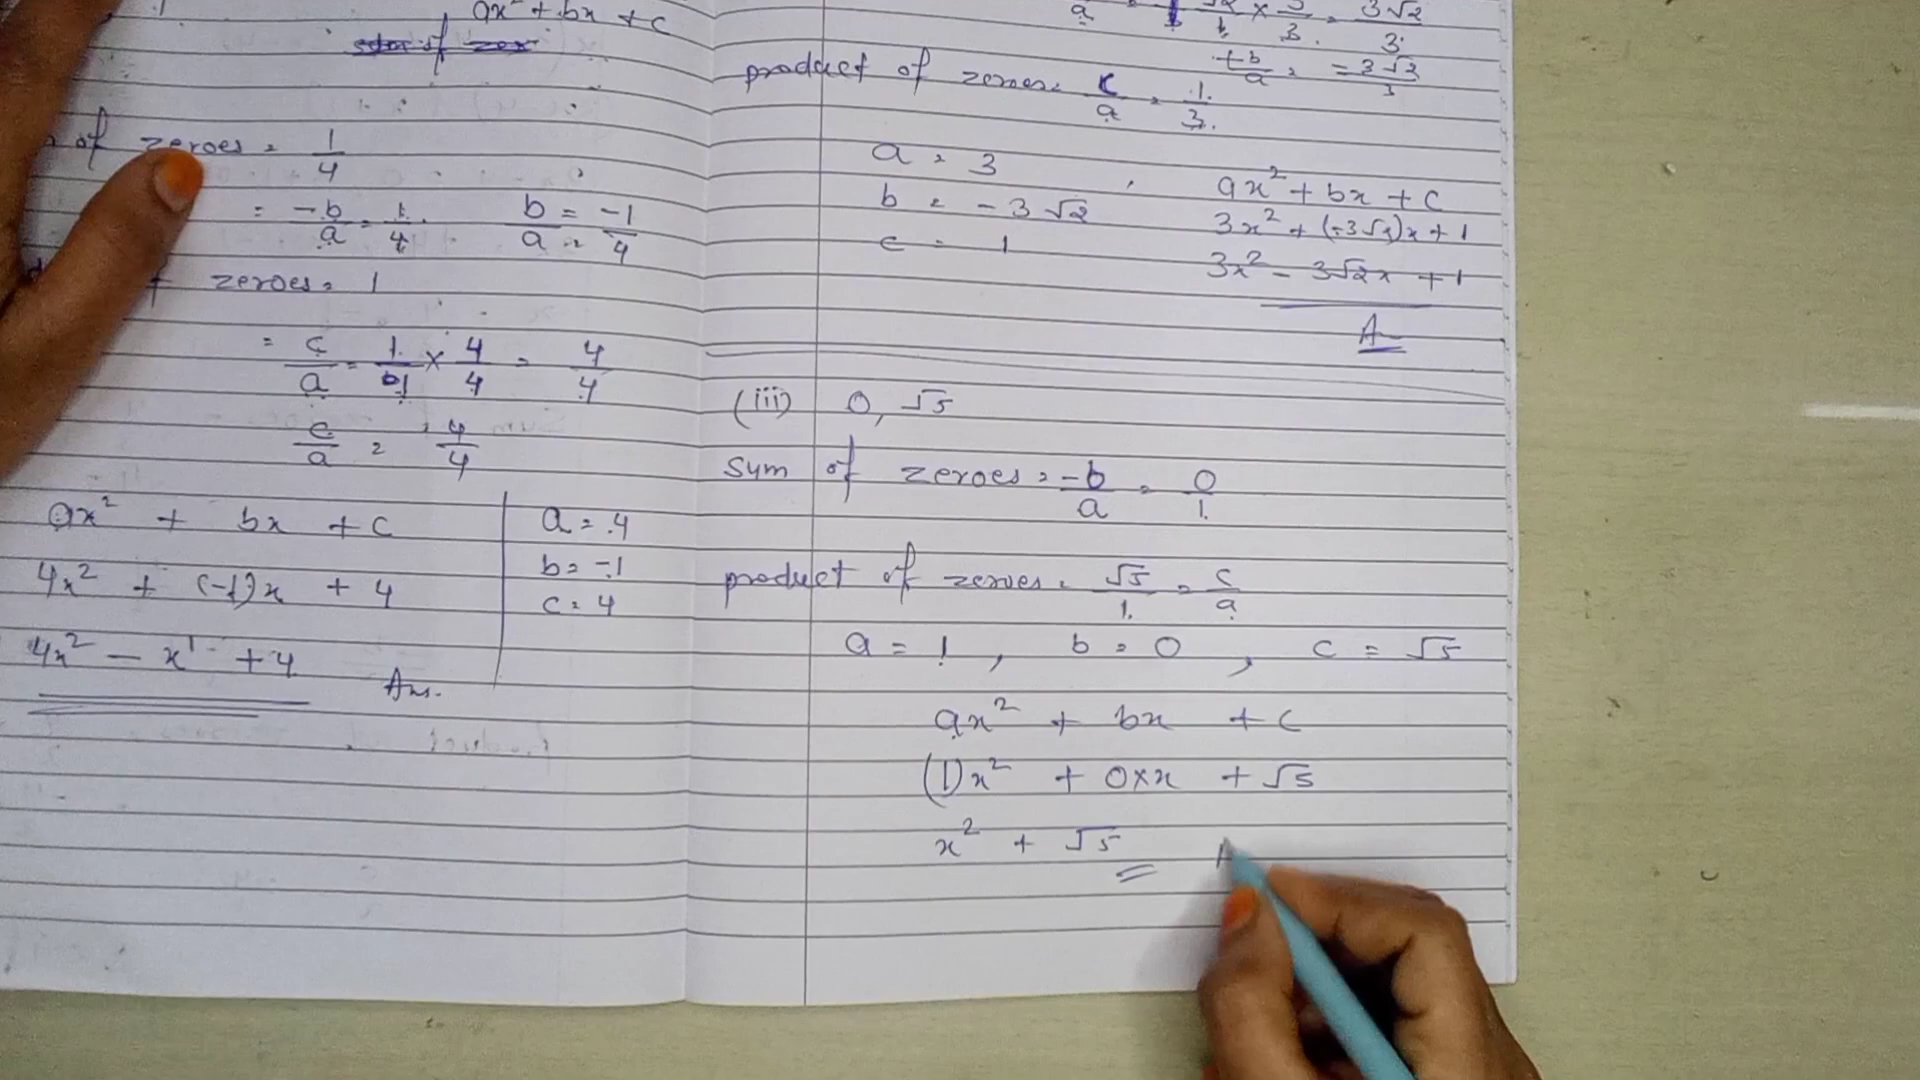 ax² + bx + c
of zeroes = 1/4
= -b/a = 1/4 b/a = -1/4
zeroes = 1
= c/a = 1/1 × 4/4 = 4/4
c/a = 4/4
ax² + bx + c
4x² + (-1)x + 4
4x² - x¹ + 4 Ans.
a = 4
b = -1
c = 4
3√2/3
-b/a = 3√2/3
product of zeroes = c/a = 1/3
a = 3
b = -3√2
c = 1
ax² + bx + c
3x² + (-3√2)x + 1
3x² - 3√2x + 1
A
(iii) 0, √5
Sum of zeroes = -b/a = 0/1
product of zeroes = √5/1 = c/a
a = 1, b = 0, c = √5
ax² + bx + c
(1)x² + 0×x + √5
x² + √5